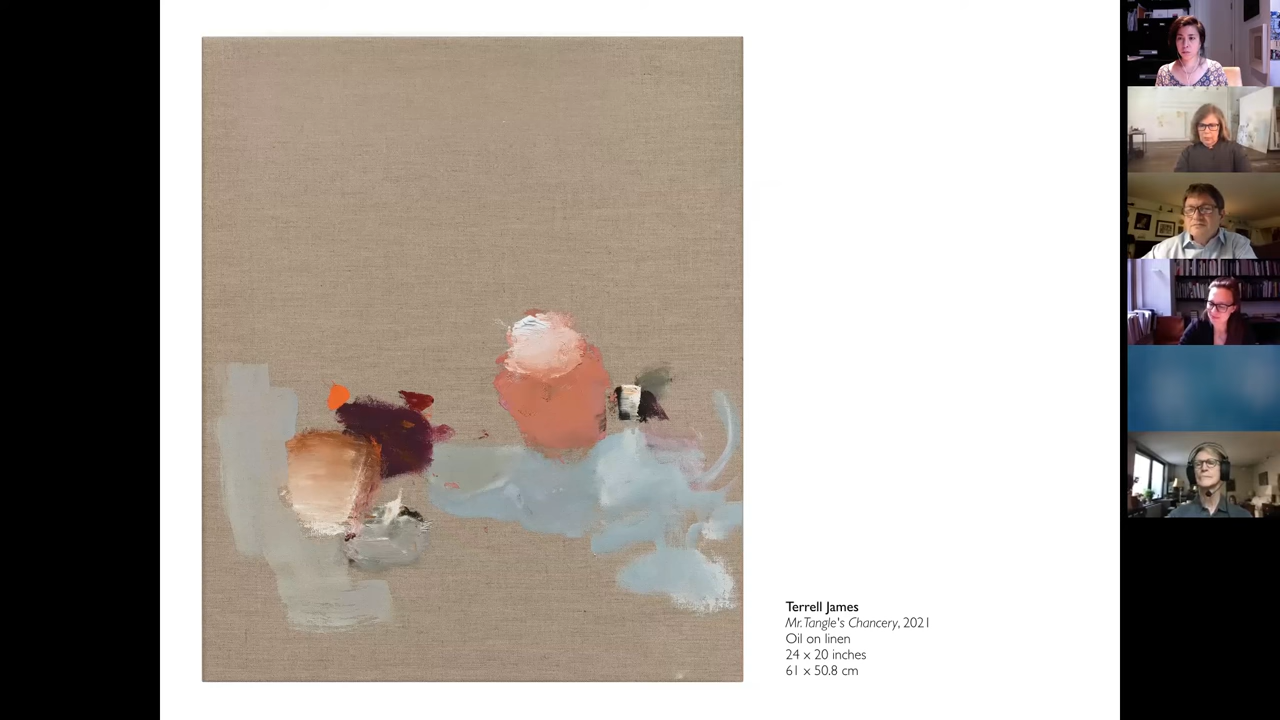 Terrell James
Mr. Tangle's Chancery, 2021
Oil on linen
24 x 20 inches
61 x 50.8 cm